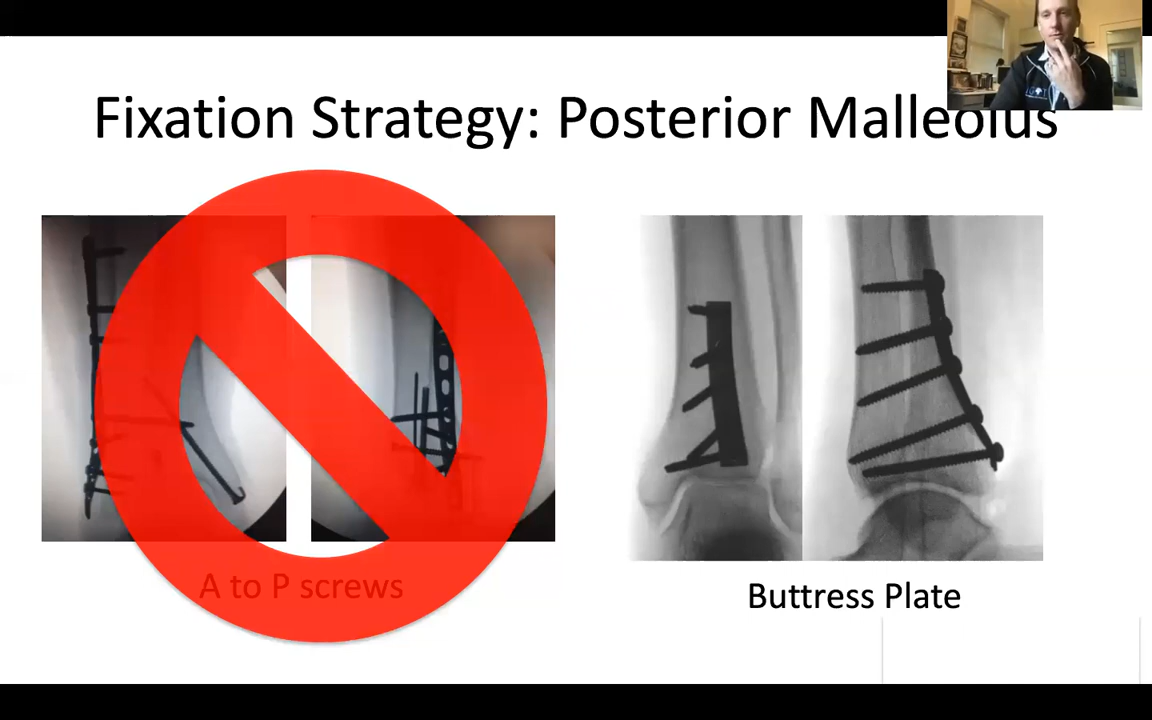 Fixation Strategy: Posterior Malleolus
A to P screws
Buttress Plate